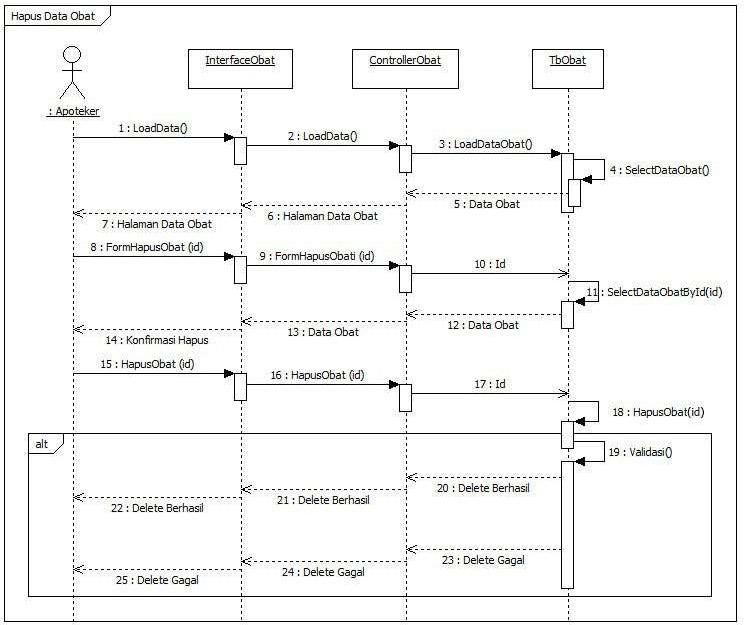 Hapus Data Obat
InterfaceObat
ControllerObat
TbObat
: Apoteker
1 : LoadData()
2 : LoadData()
3 : LoadDataObat()
4 : SelectDataObat()
5 : Data Obat
6 : Halaman Data Obat
7 : Halaman Data Obat
8 : FormHapusObat (id)
9 : FormHapusObati (id)
10 : Id
11 : SelectDataObatById(id)
12 : Data Obat
13 : Data Obat
14 : Konfirmasi Hapus
15 : HapusObat (id)
16 : HapusObat (id)
17 : Id
18 : HapusObat(id)
alt
19 : Validasi()
20 : Delete Berhasil
21 : Delete Berhasil
22 : Delete Berhasil
23 : Delete Gagal
24 : Delete Gagal
25 : Delete Gagal